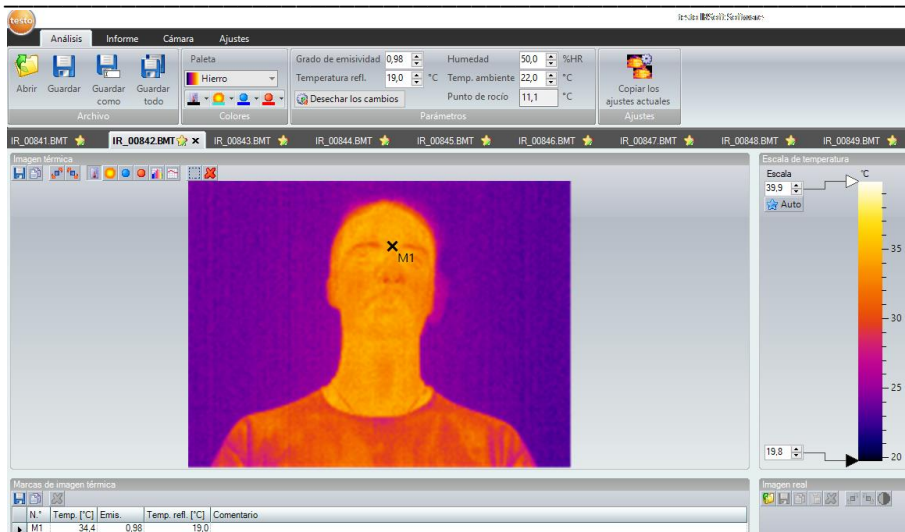 testo IRSoft Software
testo
Análisis Informe Cámara Ajustes
Paleta
Grado de emisividad 0,98 Humedad 50,0 %HR
Hierro
Temperatura refl. 19,0 °C Temp. ambiente 22,0 °C
Abrir Guardar Guardar como Guardar todo
Desechar los cambios Punto de rocío 11,1 °C
Copiar los ajustes actuales
Archivo Colores Parámetros Ajustes
IR_00841.BMT IR_00842.BMT IR_00843.BMT IR_00844.BMT IR_00845.BMT IR_00846.BMT IR_00847.BMT IR_00848.BMT IR_00849.BMT
Imagen térmica
Escala de temperatura
Escala °C
39,9
Auto
M1
35
30
25
19,8
20
Marcas de imagen térmica
Imagen real
N.° Temp. [°C] Emis. Temp. refl. [°C] Comentario
M1 34,4 0,98 19,0